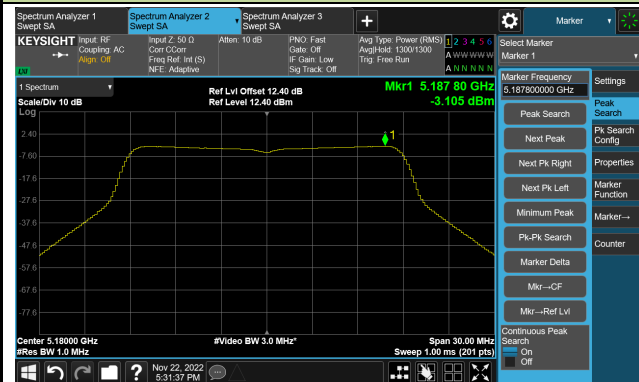 Spectrum Analyzer 1
Swept SA
Spectrum Analyzer 2
Swept SA
Spectrum Analyzer 3
Swept SA
+
Marker
KEYSIGHT
Input: RF
Coupling: AC
Align: Off
Input Z: 50 Ω
Corr CCorr
Freq Ref: Int (S)
NFE: Adaptive
Atten: 10 dB
PNO: Fast
Gate: Off
IF Gain: Low
Sig Track: Off
Avg Type: Power (RMS)
Avg|Hold: 1300/1300
Trig: Free Run
1 2 3 4 5 6
A W W W W W
A N N N N N
Select Marker
Marker 1
1 Spectrum
Scale/Div 10 dB
Ref Lvl Offset 12.40 dB
Ref Level 12.40 dBm
Mkr1 5.187 80 GHz
-3.105 dBm
Log
2.40
-7.60
-17.6
-27.6
-37.6
-47.6
-57.6
-67.6
-77.6
1
Center 5.18000 GHz
#Res BW 1.0 MHz
#Video BW 3.0 MHz*
Span 30.00 MHz
Sweep 1.00 ms (201 pts)
Marker Frequency
5.187800000 GHz
Peak Search
Next Peak
Next Pk Right
Next Pk Left
Minimum Peak
Pk-Pk Search
Marker Delta
Mkr→CF
Mkr→Ref Lvl
Continuous Peak
Search
On
Off
Settings
Peak
Search
Pk Search
Config
Properties
Marker
Function
Marker→
Counter
?
Nov 22, 2022
5:31:37 PM